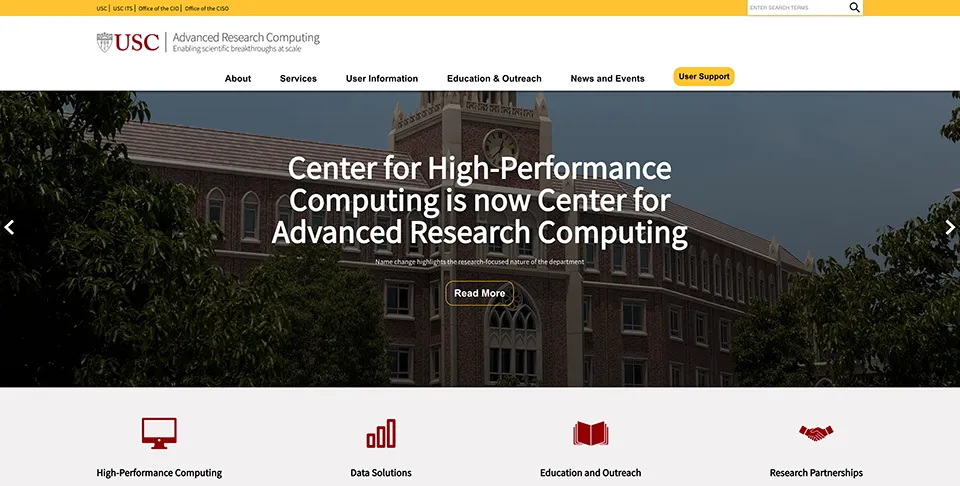 USC | USC ITS | Office of the CIO | Office of the CISO
ENTER SEARCH TERMS
USC | Advanced Research Computing
Enabling scientific breakthroughs at scale
About Services User Information Education & Outreach News and Events User Support
Center for High-Performance
Computing is now Center for
Advanced Research Computing
Name change highlights the research-focused nature of the department
Read More
High-Performance Computing Data Solutions Education and Outreach Research Partnerships